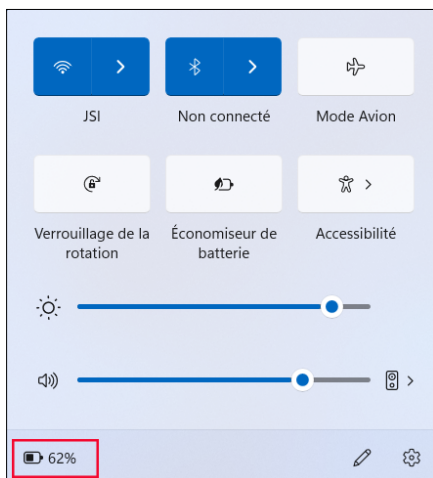 JSI
Non connecté
Mode Avion
Verrouillage de la
rotation
Économiseur de
batterie
Accessibilité
62%